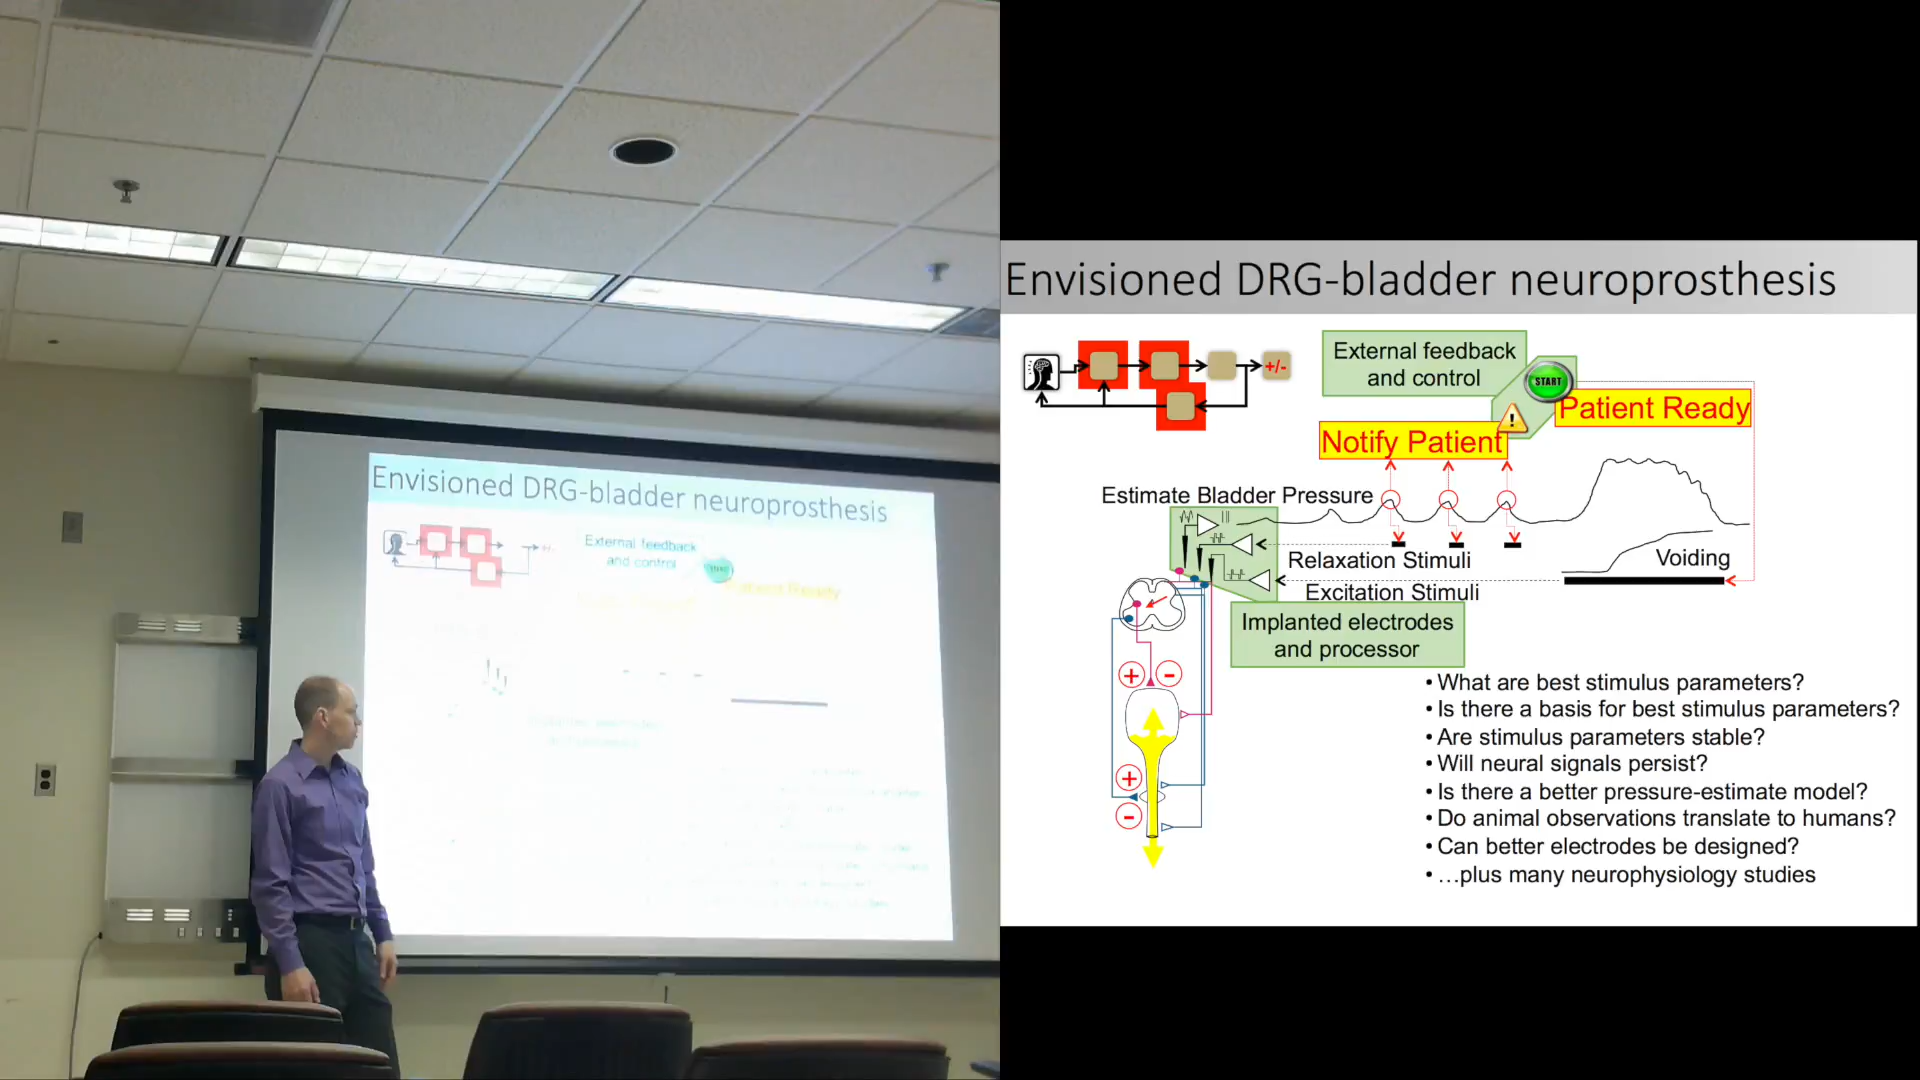 Envisioned DRG-bladder neuroprosthesis
External feedback
and control
Envisioned DRG-bladder neuroprosthesis
+/-
External feedback
and control
START
Patient Ready
!
Notify Patient
Estimate Bladder Pressure
Relaxation Stimuli
Voiding
Excitation Stimuli
Implanted electrodes
and processor
+ -
+
-
• What are best stimulus parameters?
• Is there a basis for best stimulus parameters?
• Are stimulus parameters stable?
• Will neural signals persist?
• Is there a better pressure-estimate model?
• Do animal observations translate to humans?
• Can better electrodes be designed?
• …plus many neurophysiology studies